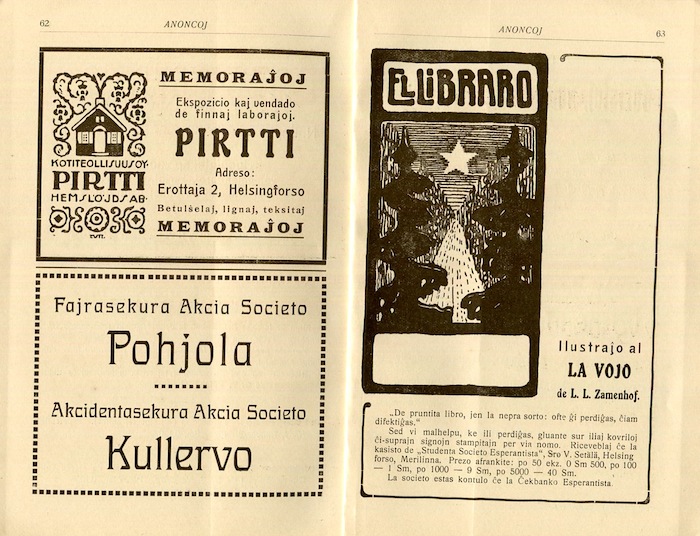 62
ANONCOJ
KOTITEOLLISUUSOY.
PIRTTI
HEMSLÖJDSAB.
MEMORAĴOJ
Ekspozicio kaj vendado
de finnaj laborajoj.
PIRTTI
Adreso:
Erottaja 2, Helsingforso
Betulŝelaj, lignaj, teksitaj
MEMORAĴOJ
Fajrasekura Akcia Societo
Pohjola
Akcidentasekura Akcia Societo
Kullervo
ANONCOJ
63
EL LIBRARO
Ilustrajo al
LA VOJO
de L. L. Zamenhof.
„De pruntita libro, jen la nepra sorto: ofte ĝi perdiĝas, ĉiam
difektiĝas.“
Sed vi malhelpu, ke ili perdiĝas, gluante sur iliaj kovriloj
ĉi-suprajn signojn stampitajn per via nomo. Riceveblaj ĉe la
kasisto de „Studenta Societo Esperantista“, Sro V. Setälä, Helsing
forso, Merilinna. Prezo afrankite: po 50 ekz. 0 Sm 500, po 100
— 1 Sm, po 1000 — 9 Sm, po 5000 — 40 Sm.
La societo estas kontulo ĉe la Ĉekbanko Esperantista.